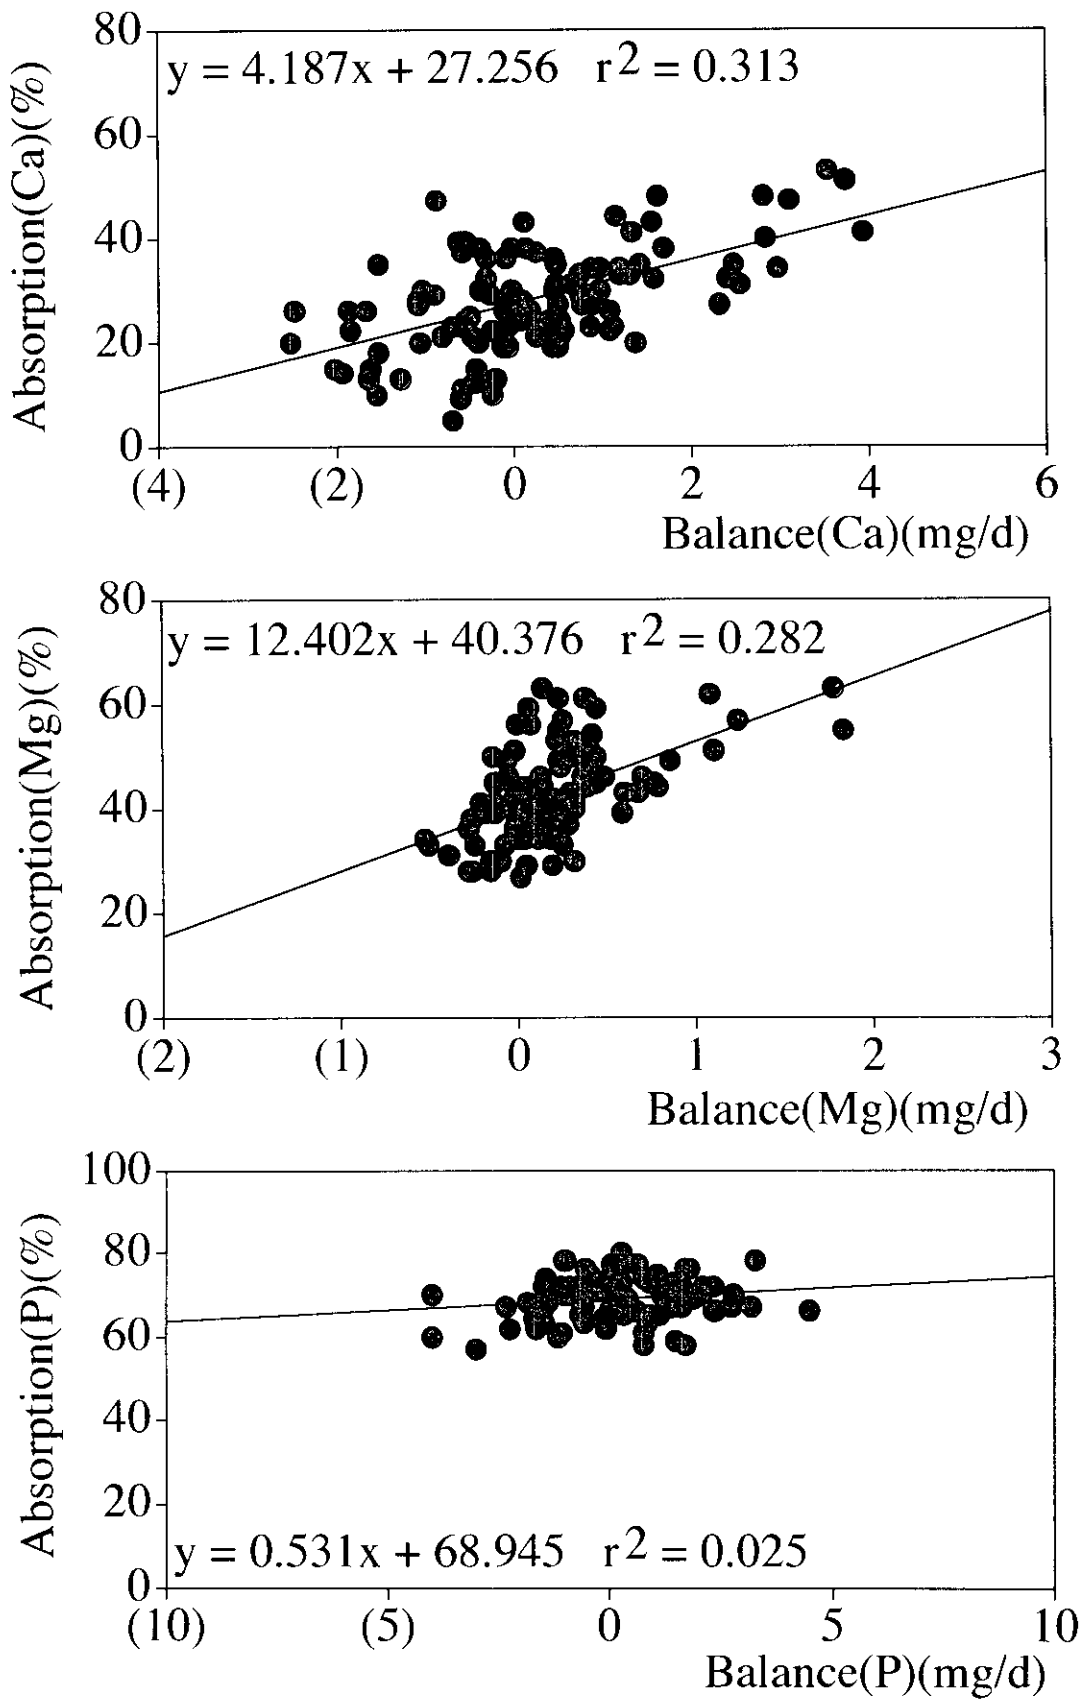 Absorption(Ca)(%)
80
60
40
20
0
y = 4.187x + 27.256 r2 = 0.313
(4) (2) 0 2 4 6
Balance(Ca)(mg/d)
Absorption(Mg)(%)
80
60
40
20
0
y = 12.402x + 40.376 r2 = 0.282
(2) (1) 0 1 2 3
Balance(Mg)(mg/d)
Absorption(P)(%)
100
80
60
40
20
0
y = 0.531x + 68.945 r2 = 0.025
(10) (5) 0 5 10
Balance(P)(mg/d)